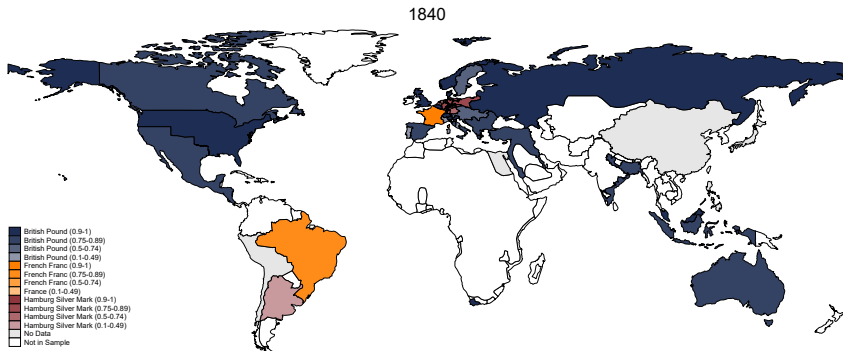 1840
British Pound (0.9-1)
British Pound (0.75-0.89)
British Pound (0.5-0.74)
British Pound (0.1-0.49)
French Franc (0.9-1)
French Franc (0.75-0.89)
French Franc (0.5-0.74)
France (0.1-0.49)
Hamburg Silver Mark (0.9-1)
Hamburg Silver Mark (0.75-0.89)
Hamburg Silver Mark (0.5-0.74)
Hamburg Silver Mark (0.1-0.49)
No Data
Not in Sample